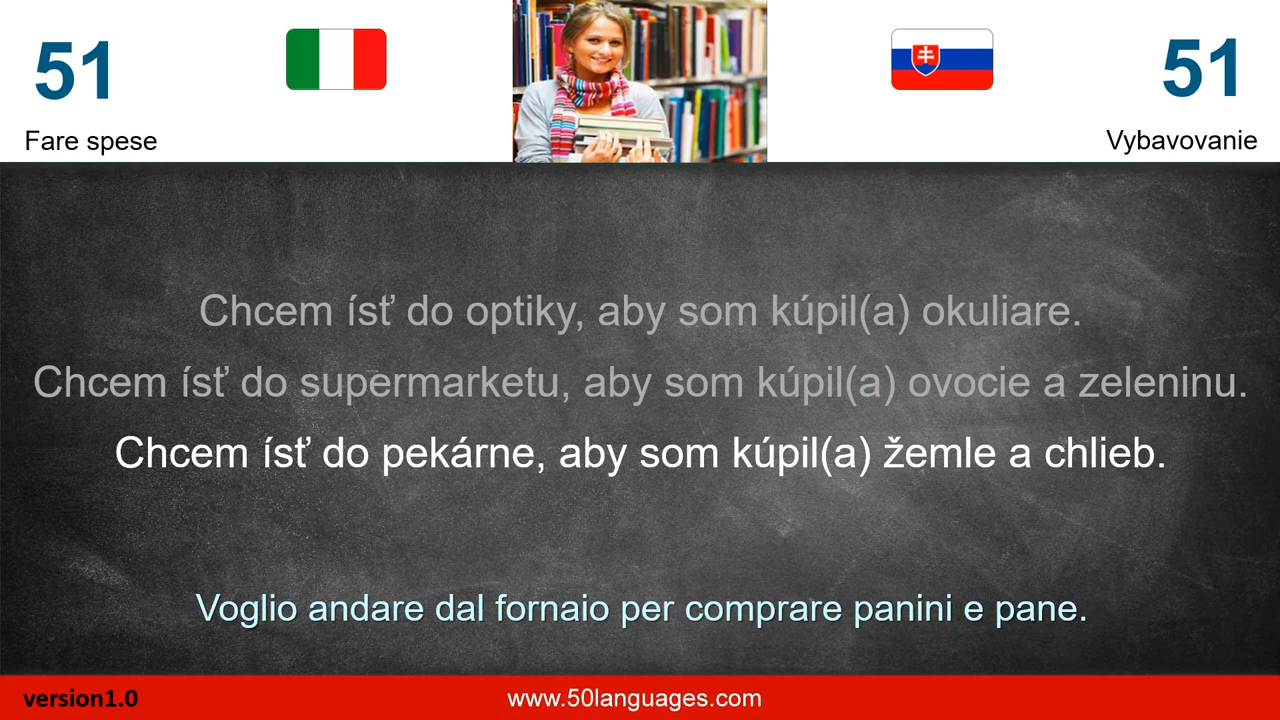 51
51
Fare spese
Vybavovanie
Chcem ísť do optiky, aby som kúpil(a) okuliare.
Chcem ísť do supermarketu, aby som kúpil(a) ovocie a zeleninu.
Chcem ísť do pekárne, aby som kúpil(a) žemle a chlieb.
Voglio andare dal fornaio per comprare panini e pane.
version1.0
www.50languages.com